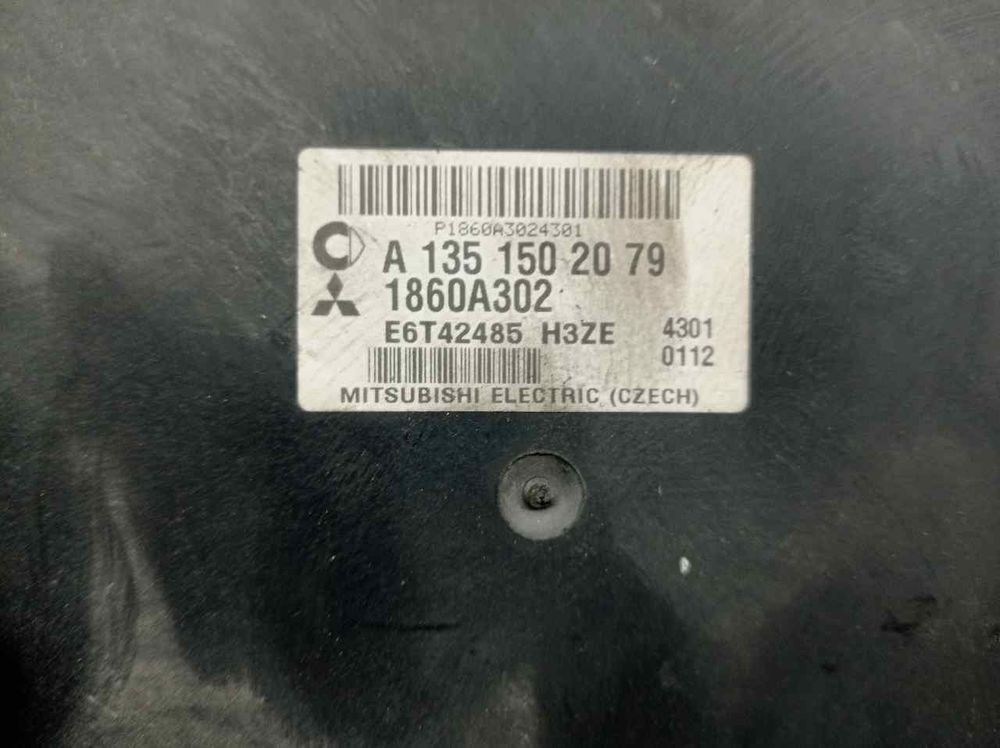 P1860A3024301
A 135 150 20 79
1860A302
E6T42485 H3ZE 4301
0112
MITSUBISHI ELECTRIC (CZECH)